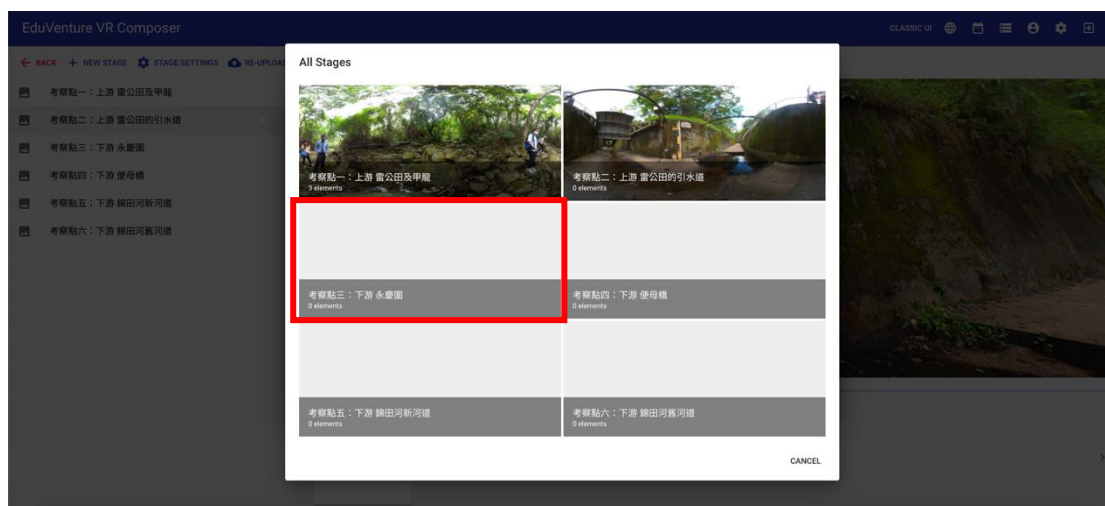 EduVenture VR Composer
CLASSIC UI
BACK
NEW STAGE
STAGE SETTINGS
考察點一：上游 雷公田及甲龍
考察點二：上游 雷公田的引水道
考察點三：下游 永慶圍
考察點四：下游 便母橋
考察點五：下游 錦田河新河道
考察點六：下游 錦田河舊河道
All Stages
考察點一：上游 雷公田及甲龍
3 elements
考察點二：上游 雷公田的引水道
0 elements
考察點三：下游 永慶圍
0 elements
考察點四：下游 便母橋
0 elements
考察點五：下游 錦田河新河道
0 elements
考察點六：下游 錦田河舊河道
0 elements
CANCEL